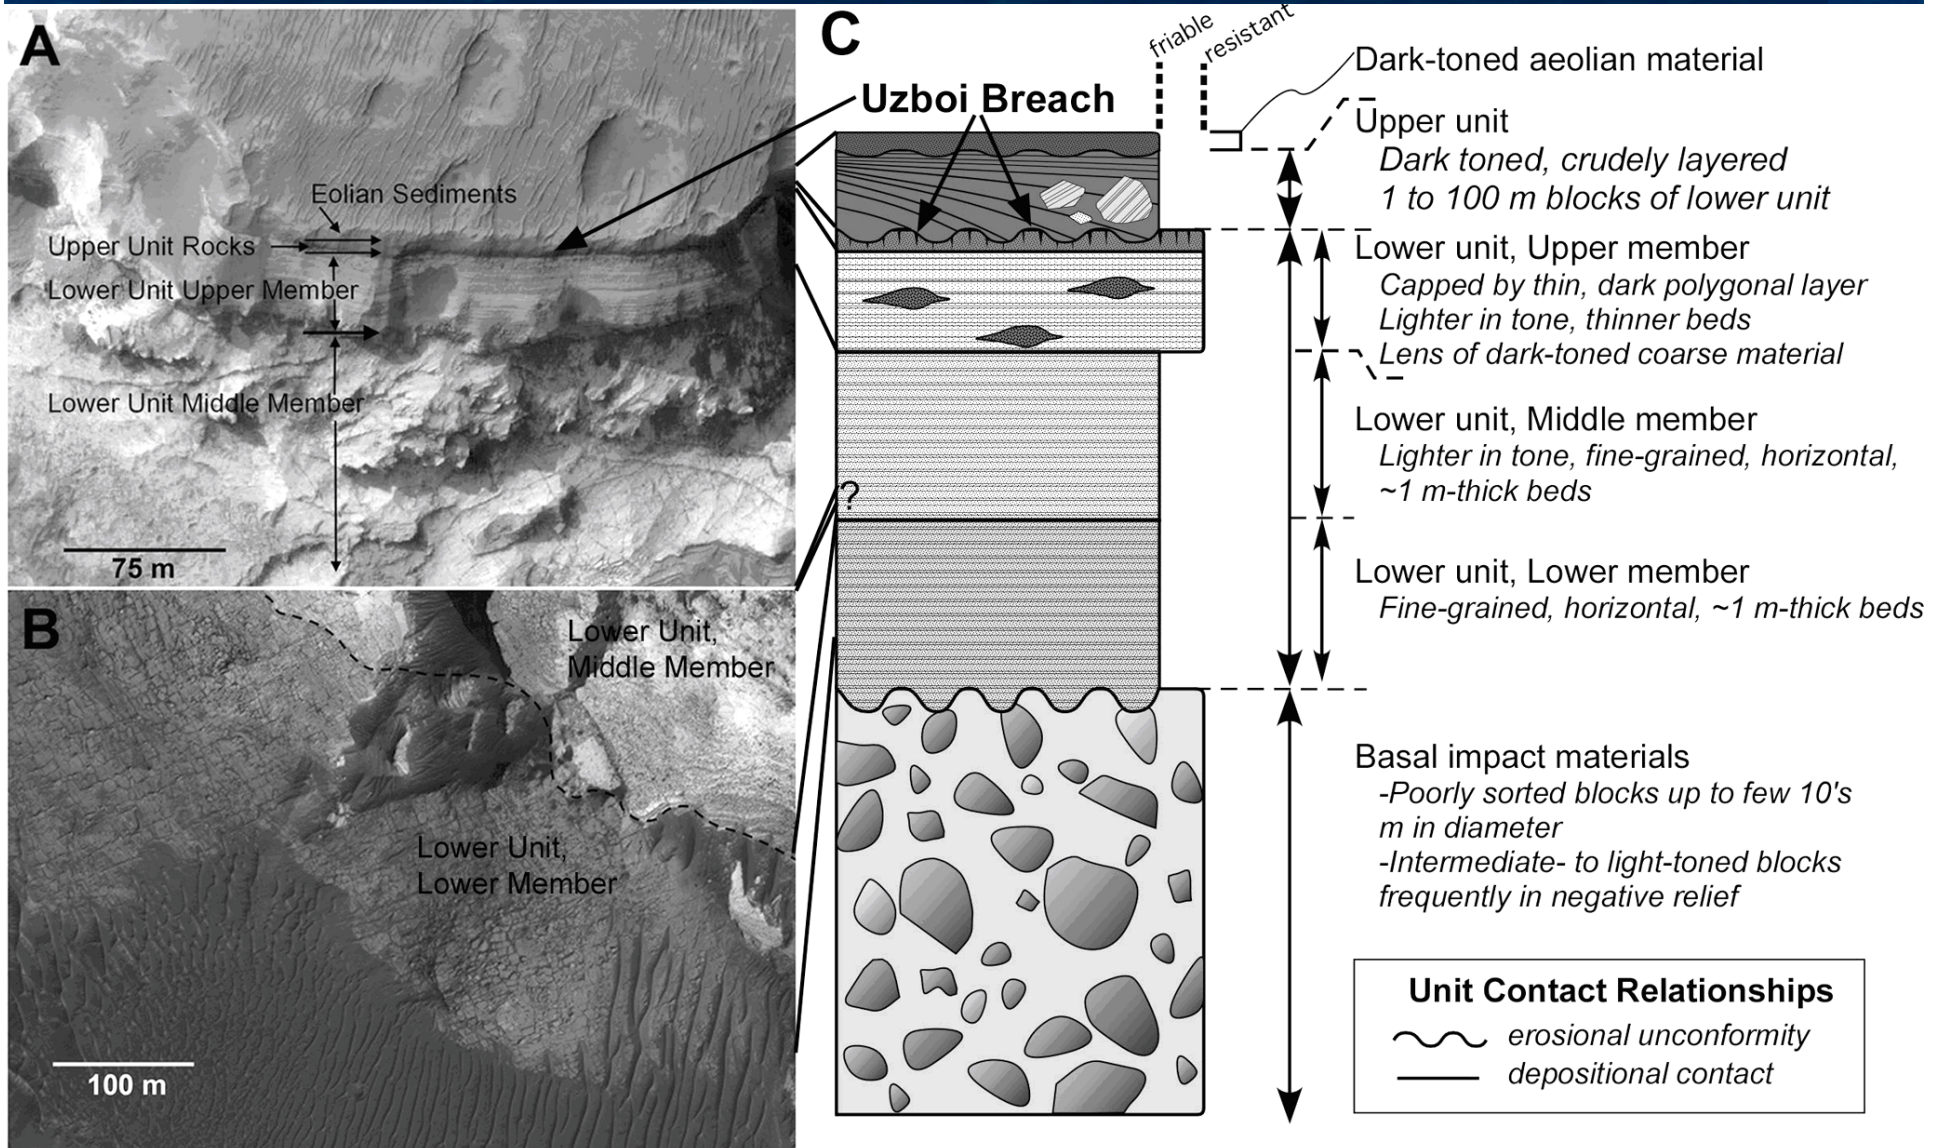 A
Eolian Sediments
Upper Unit Rocks
Lower Unit Upper Member
Lower Unit Middle Member
75 m
B
Lower Unit,
Middle Member
Lower Unit,
Lower Member
100 m
C
friable
resistant
Uzboi Breach
?
Dark-toned aeolian material
Upper unit
Dark toned, crudely layered
1 to 100 m blocks of lower unit
Lower unit, Upper member
Capped by thin, dark polygonal layer
Lighter in tone, thinner beds
Lens of dark-toned coarse material
Lower unit, Middle member
Lighter in tone, fine-grained, horizontal,
~1 m-thick beds
Lower unit, Lower member
Fine-grained, horizontal, ~1 m-thick beds
Basal impact materials
-Poorly sorted blocks up to few 10's
m in diameter
-Intermediate- to light-toned blocks
frequently in negative relief
Unit Contact Relationships
erosional unconformity
depositional contact